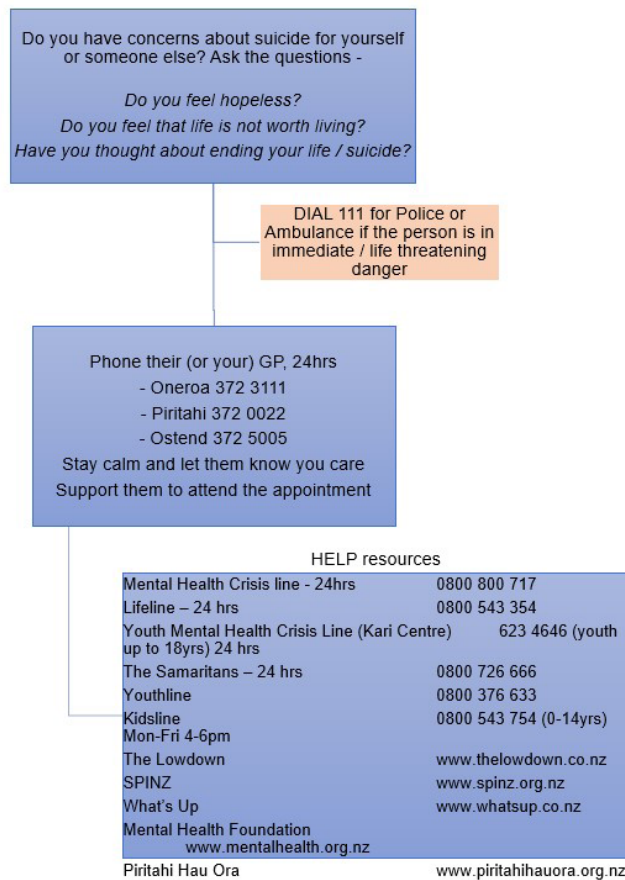 Do you have concerns about suicide for yourself
or someone else? Ask the questions -
Do you feel hopeless?
Do you feel that life is not worth living?
Have you thought about ending your life / suicide?
DIAL 111 for Police or
Ambulance if the person is in
immediate / life threatening
danger
Phone their (or your) GP, 24hrs
- Oneroa 372 3111
- Piritahi 372 0022
- Ostend 372 5005
Stay calm and let them know you care
Support them to attend the appointment
HELP resources
Mental Health Crisis line - 24hrs 0800 800 717
Lifeline – 24 hrs 0800 543 354
Youth Mental Health Crisis Line (Kari Centre) 623 4646 (youth
up to 18yrs) 24 hrs
The Samaritans – 24 hrs 0800 726 666
Youthline 0800 376 633
Kidsline 0800 543 754 (0-14yrs)
Mon-Fri 4-6pm
The Lowdown www.thelowdown.co.nz
SPINZ www.spinz.org.nz
What's Up www.whatsup.co.nz
Mental Health Foundation
www.mentalhealth.org.nz
Piritahi Hau Ora www.piritahihauora.org.nz